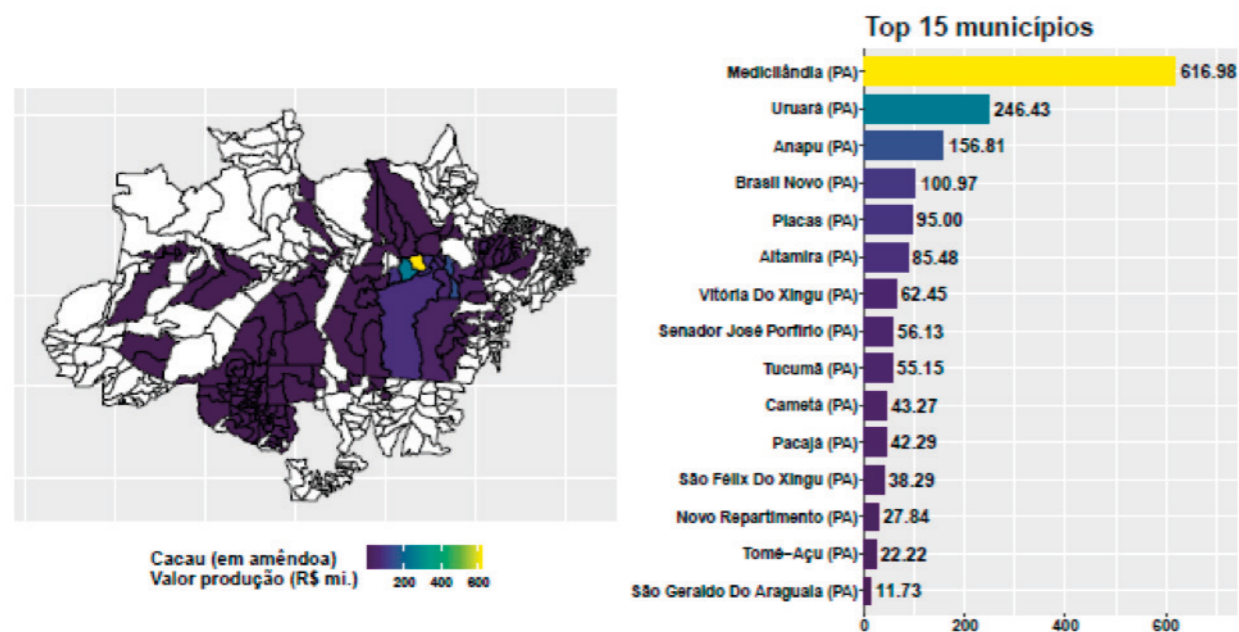 Top 15 municípios
Medicilândia (PA) 616.98
Uruará (PA) 246.43
Anapu (PA) 156.81
Brasil Novo (PA) 100.97
Placas (PA) 95.00
Altamira (PA) 85.48
Vitória Do Xingu (PA) 62.45
Senador José Porfírio (PA) 56.13
Tucumã (PA) 55.15
Cametá (PA) 43.27
Pacajá (PA) 42.29
São Félix Do Xingu (PA) 38.29
Novo Repartimento (PA) 27.84
Tomé-Açu (PA) 22.22
São Geraldo Do Araguaia (PA) 11.73
0 200 400 600
Cacau (em amêndoa)
Valor produção (R$ mi.)
200 400 600